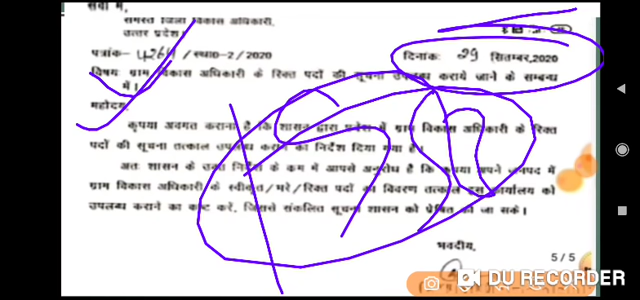 सेवा में,
समस्त जिला विकास अधिकारी,
उत्तर प्रदेश।
पत्रांक- /स्था0-2/2020 दिनांक: 29 सितम्बर,2020
विषयः ग्राम विकास अधिकारी के रिक्त पदों की सूचना उपलब्ध कराये जाने के सम्बन्ध
में।
महोदय,
कृपया अवगत कराना है कि शासन द्वारा प्रदेश में ग्राम विकास अधिकारी के रिक्त
पदों की सूचना तत्काल उपलब्ध कराने का निर्देश दिया गया है।
अतः शासन के उक्त निर्देश के क्रम में आपसे अनुरोध है कि कृपया अपने जनपद में
ग्राम विकास अधिकारी के स्वीकृत/भरे/रिक्त पदों का विवरण तत्काल इस कार्यालय को
उपलब्ध कराने का कष्ट करें, जिससे संकलित सूचना शासन को प्रेषित की जा सके।
भवदीय,
5/5
DU RECORDER